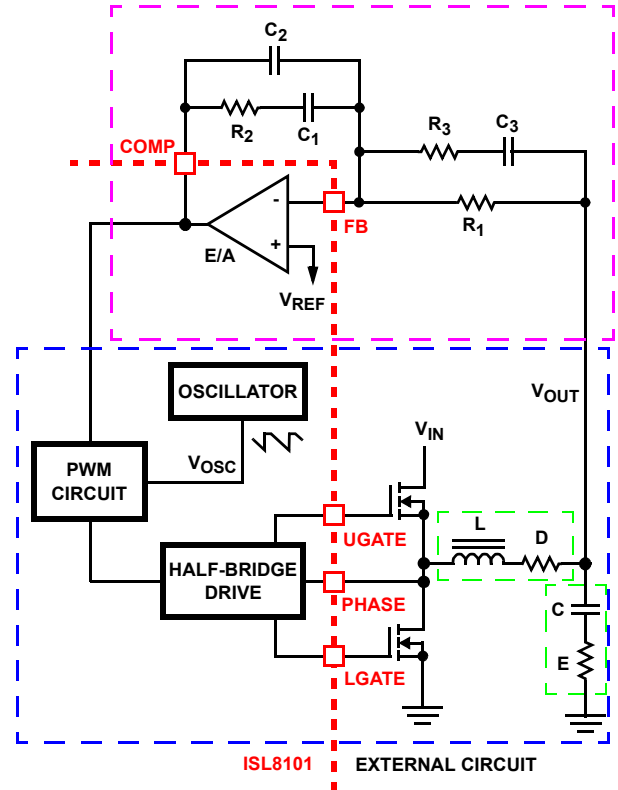 C2
R2
C1
R3
C3
COMP
R1
-
+
E/A
FB
VREF
OSCILLATOR
VOUT
VIN
PWM
CIRCUIT
VOSC
UGATE
L
D
HALF-BRIDGE
DRIVE
PHASE
C
E
LGATE
ISL8101
EXTERNAL CIRCUIT